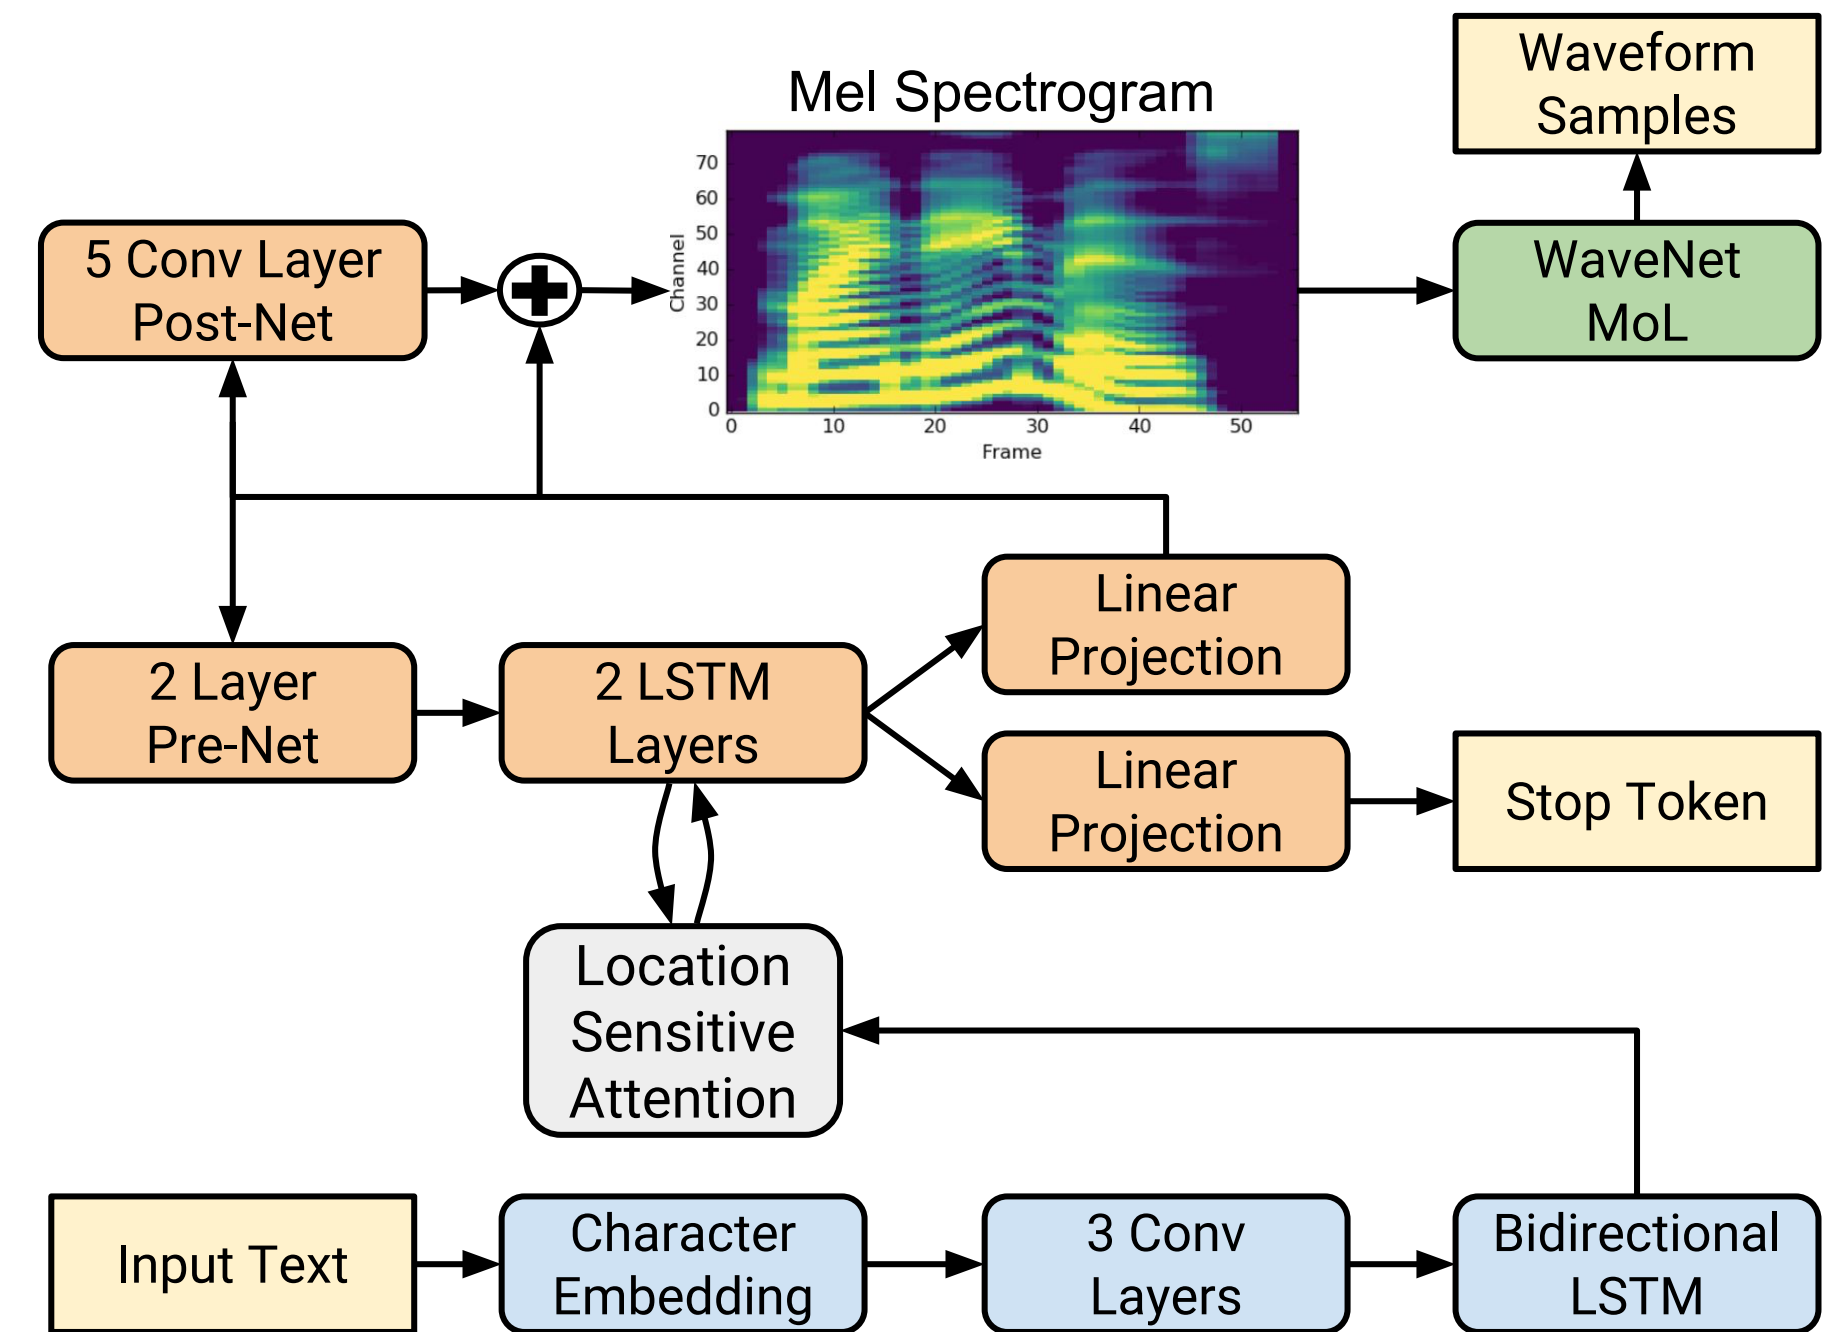 Waveform
Samples
Mel Spectrogram
70
60
50
40
30
20
10
0
Channel
0 10 20 30 40 50
Frame
5 Conv Layer
Post-Net
WaveNet
MoL
Linear
Projection
2 Layer
Pre-Net
2 LSTM
Layers
Linear
Projection
Stop Token
Location
Sensitive
Attention
Input Text
Character
Embedding
3 Conv
Layers
Bidirectional
LSTM